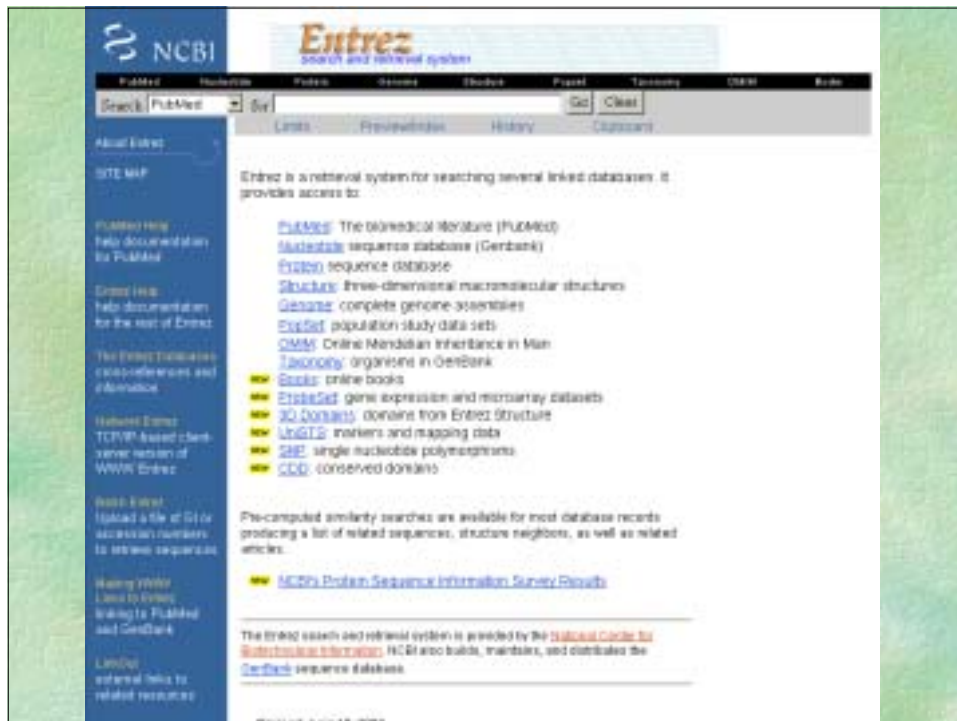 NCBI
Entrez
search and retrieval system
PubMed Nucleotide Protein Genome Structure Popset Taxonomy OMIM Books
Search PubMed for Go Clear
Limits Preview/Index History Clipboard
About Entrez
SITE MAP
PubMed Help
help documentation
for PubMed
Entrez Help
help documentation
for the rest of Entrez
The Entrez Databases
cross-references and
information
Network Entrez
TCP/IP-based client-
server version of
WWW Entrez
Batch Entrez
Upload a file of GI or
accession numbers
to retrieve sequences
Making WWW
Links to Entrez
linking to PubMed
and GenBank
LinkOut
external links to
related resources
Entrez is a retrieval system for searching several linked databases. It
provides access to:
PubMed: The biomedical literature (PubMed)
Nucleotide sequence database (Genbank)
Protein sequence database
Structure: three-dimensional macromolecular structures
Genome: complete genome assemblies
PopSet: population study data sets
OMIM: Online Mendelian Inheritance in Man
Taxonomy: organisms in GenBank
NEW Books: online books
NEW ProbeSet: gene expression and microarray datasets
NEW 3D Domains: domains from Entrez Structure
NEW UniSTS: markers and mapping data
NEW SNP: single nucleotide polymorphisms
NEW CDD: conserved domains
Pre-computed similarity searches are available for most database records
producing a list of related sequences, structure neighbors, as well as related
articles.
NEW NCBI's Protein Sequence Information Survey Results
The Entrez search and retrieval system is provided by the National Center for
Biotechnology Information. NCBI also builds, maintains, and distributes the
GenBank sequence database.